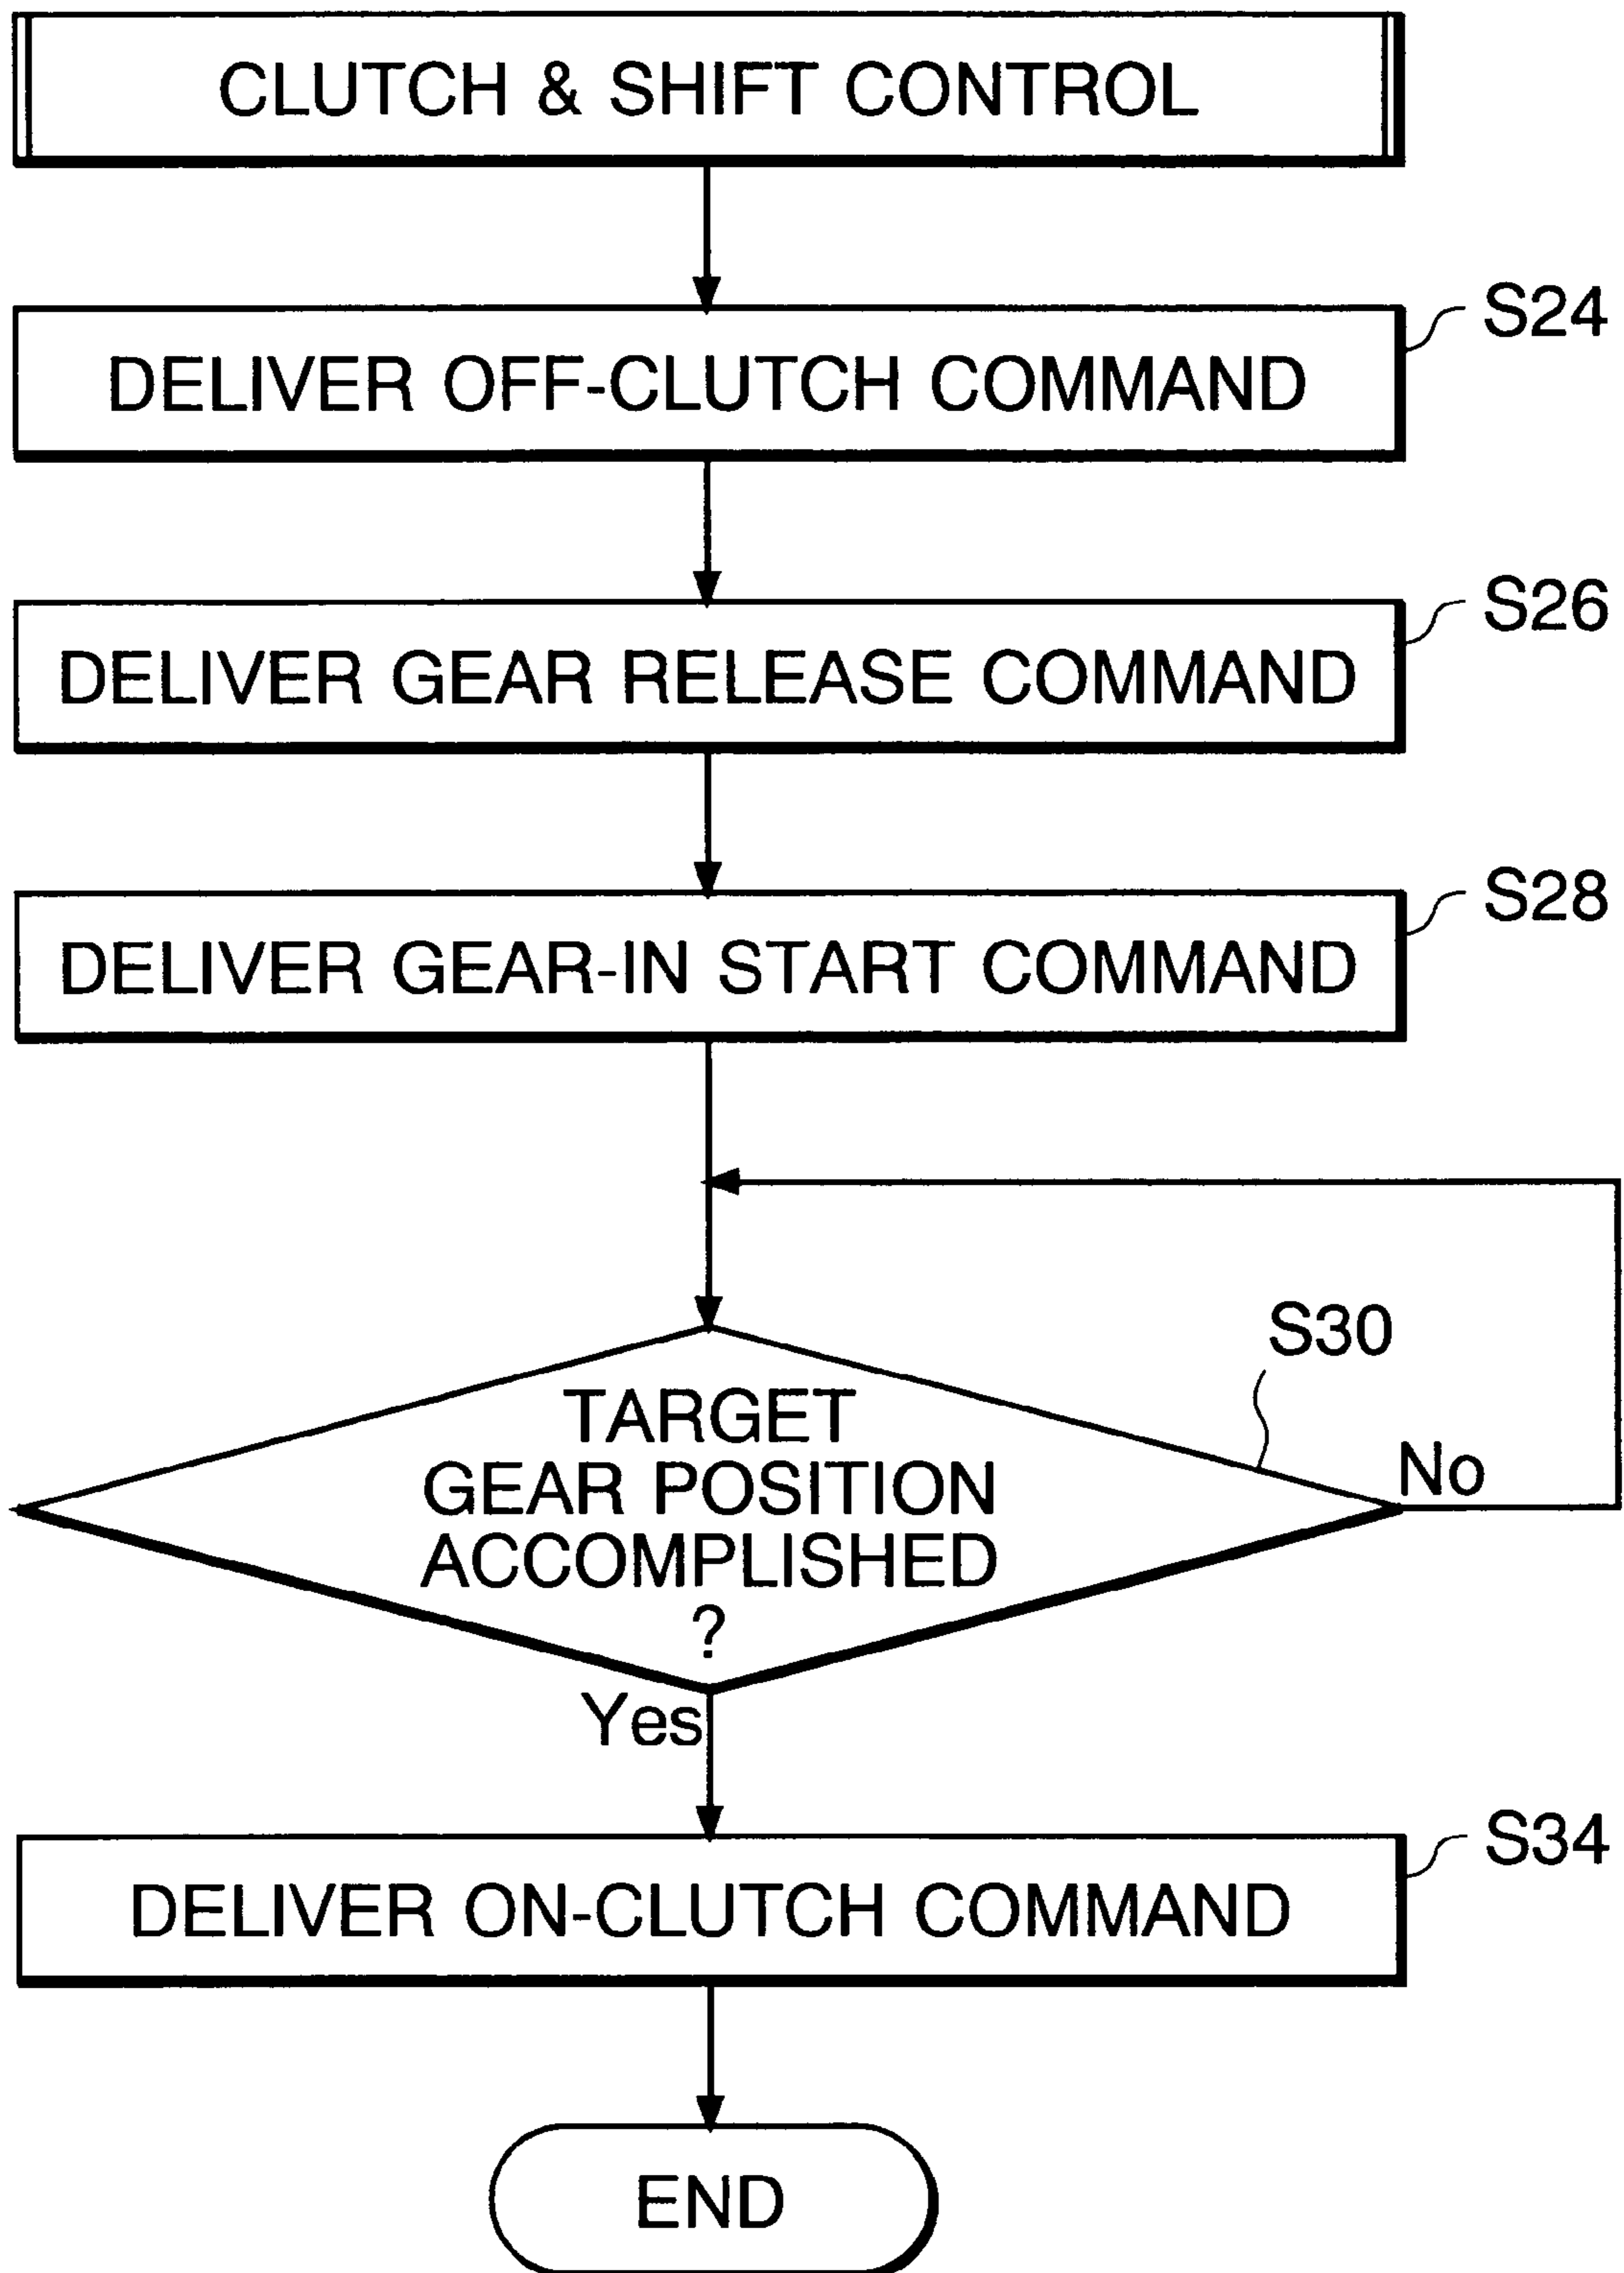 CLUTCH & SHIFT CONTROL
S24
DELIVER OFF-CLUTCH COMMAND
S26
DELIVER GEAR RELEASE COMMAND
S28
DELIVER GEAR-IN START COMMAND
S30
TARGET
GEAR POSITION
ACCOMPLISHED
?
No
Yes
S34
DELIVER ON-CLUTCH COMMAND
END